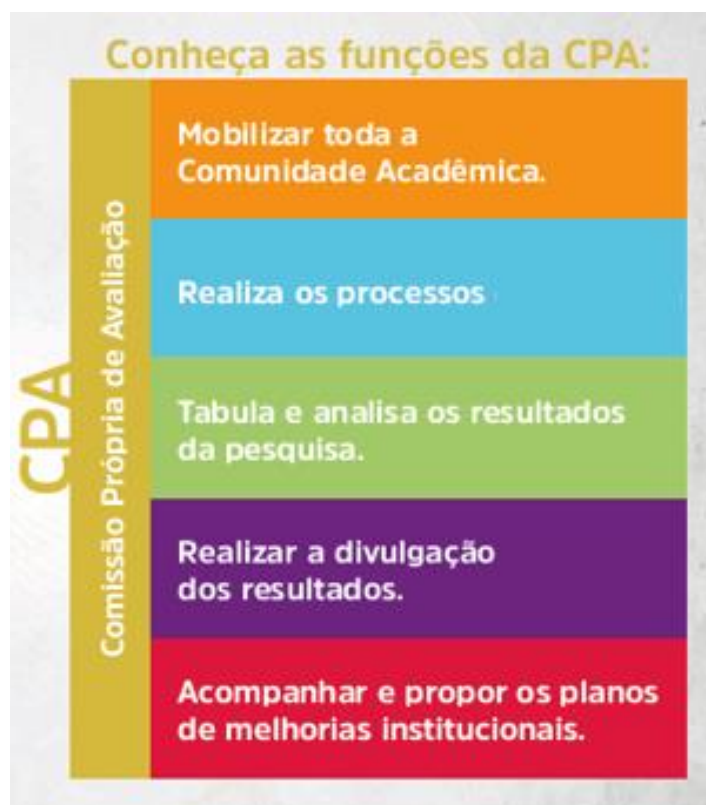 Conheça as funções da CPA:
CPA
Comissão Própria de Avaliação
Mobilizar toda a
Comunidade Acadêmica.
Realiza os processos
Tabula e analisa os resultados
da pesquisa.
Realizar a divulgação
dos resultados.
Acompanhar e propor os planos
de melhorias institucionais.